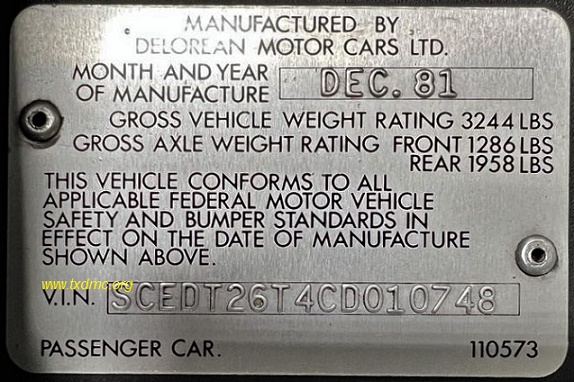 MANUFACTURED BY
DELOREAN MOTOR CARS LTD.
MONTH AND YEAR
OF MANUFACTURE DEC. 81
GROSS VEHICLE WEIGHT RATING 3244 LBS
GROSS AXLE WEIGHT RATING FRONT 1286 LBS
REAR 1958 LBS
THIS VEHICLE CONFORMS TO ALL
APPLICABLE FEDERAL MOTOR VEHICLE
SAFETY AND BUMPER STANDARDS IN
EFFECT ON THE DATE OF MANUFACTURE
SHOWN ABOVE.
www.txdmc.org
V.I.N. SCEDT26T4CD010748
PASSENGER CAR. 110573